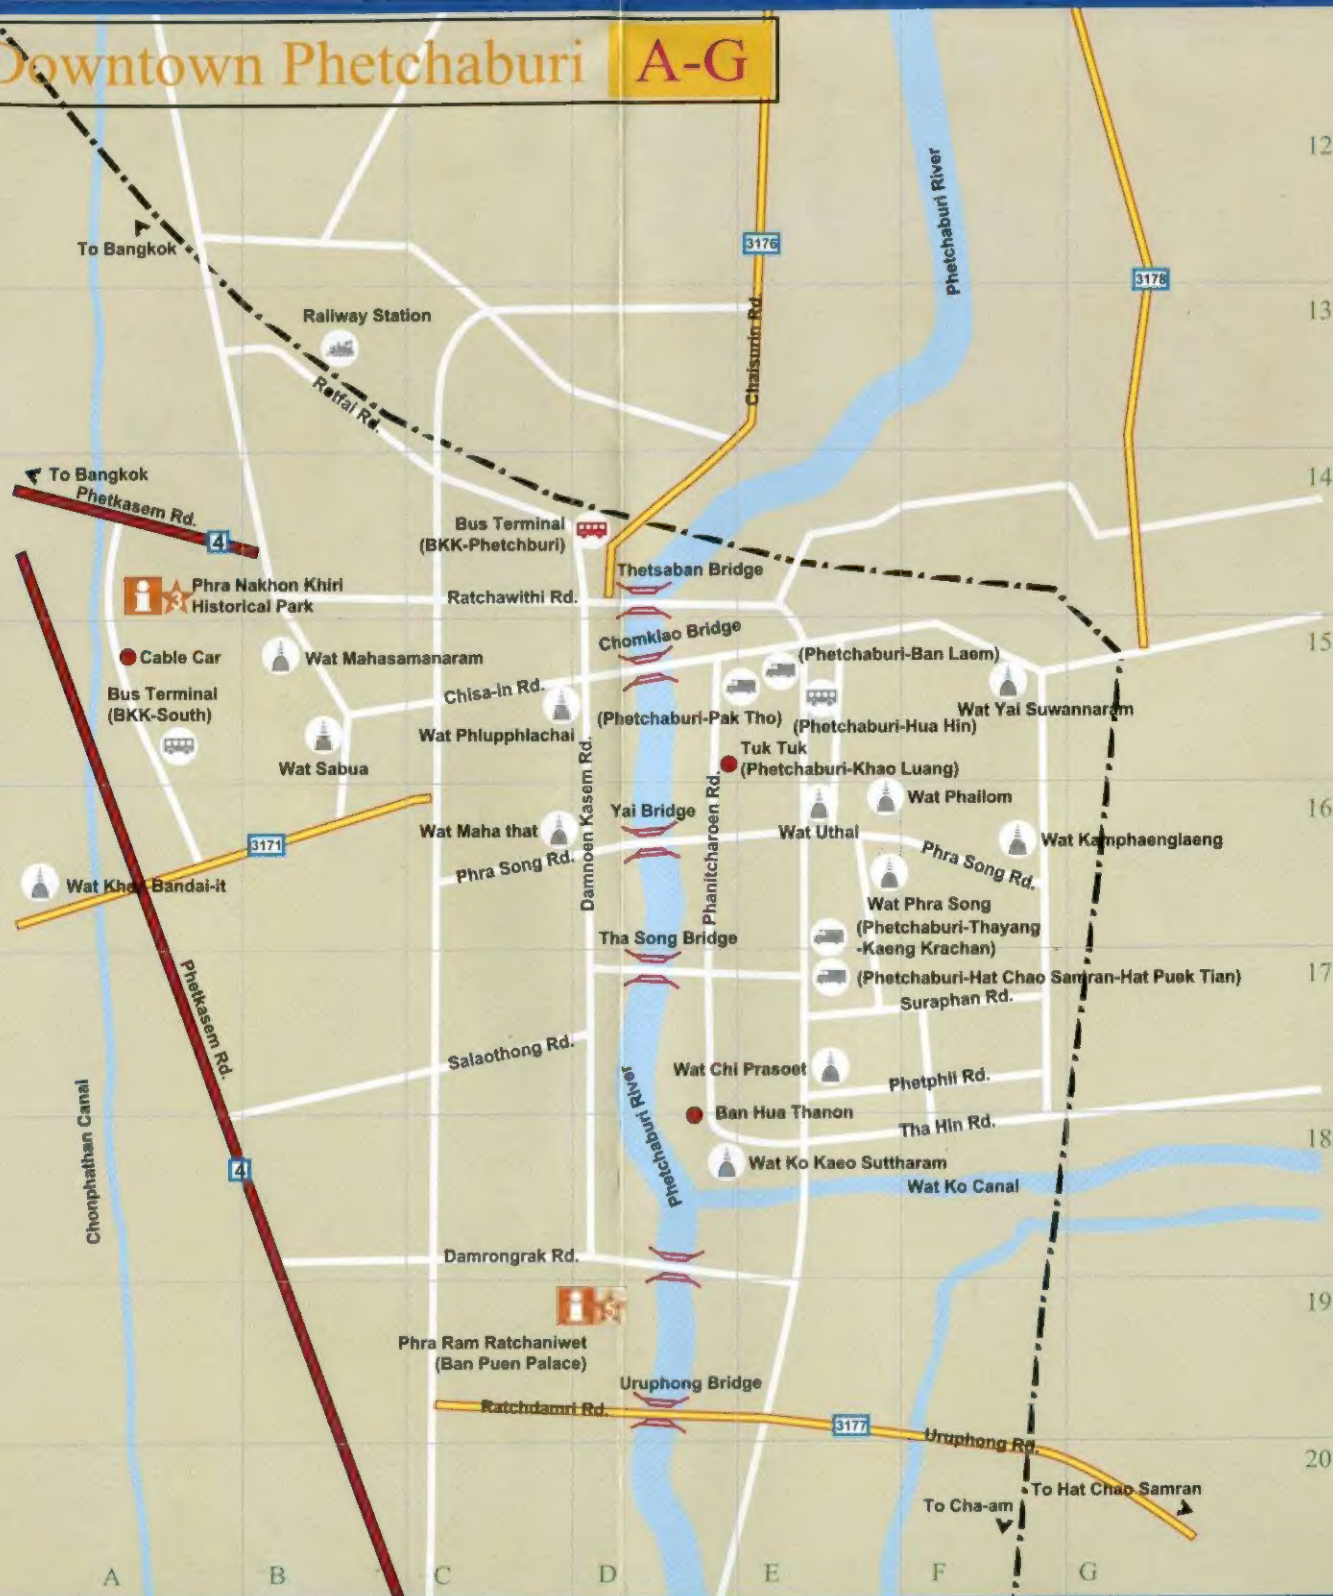 Downtown Phetchaburi A-G
12
Phetchaburi River
To Bangkok
3176
3178
13
Railway Station
Chaisurin Rd.
Rotfai Rd.
14
To Bangkok
Phetkasem Rd.
4
Bus Terminal
(BKK-Phetchburi)
Thetsaban Bridge
3 Phra Nakhon Khiri
Historical Park
Ratchawithi Rd.
Chomklao Bridge
15
Cable Car
Wat Mahasamanaram
(Phetchaburi-Ban Laem)
Bus Terminal
(BKK-South)
Chisa-in Rd.
(Phetchaburi-Pak Tho)
(Phetchaburi-Hua Hin)
Wat Yai Suwannaram
Wat Phlupphlachai
Wat Sabua
Damnoen Kasem Rd.
Tuk Tuk
(Phetchaburi-Khao Luang)
Phanitcharoen Rd.
Wat Phailom
16
Yai Bridge
Wat Maha that
Wat Uthai
Wat Kamphaenglaeng
3171
Phra Song Rd.
Phra Song Rd.
Wat Khao Bandai-it
Wat Phra Song
(Phetchaburi-Thayang
-Kaeng Krachan)
Tha Song Bridge
17
(Phetchaburi-Hat Chao Samran-Hat Puek Tian)
Suraphan Rd.
Phetkasem Rd.
Salaothong Rd.
Wat Chi Prasoet
Phetphli Rd.
Phetchaburi River
Chonphathan Canal
Ban Hua Thanon
Tha Hin Rd.
18
4
Wat Ko Kaeo Suttharam
Wat Ko Canal
Damrongrak Rd.
19
Phra Ram Ratchaniwet
(Ban Puen Palace)
Uruphong Bridge
Ratchdamri Rd.
3177
Uruphong Rd.
20
To Hat Chao Samran
To Cha-am
A B C D E F G